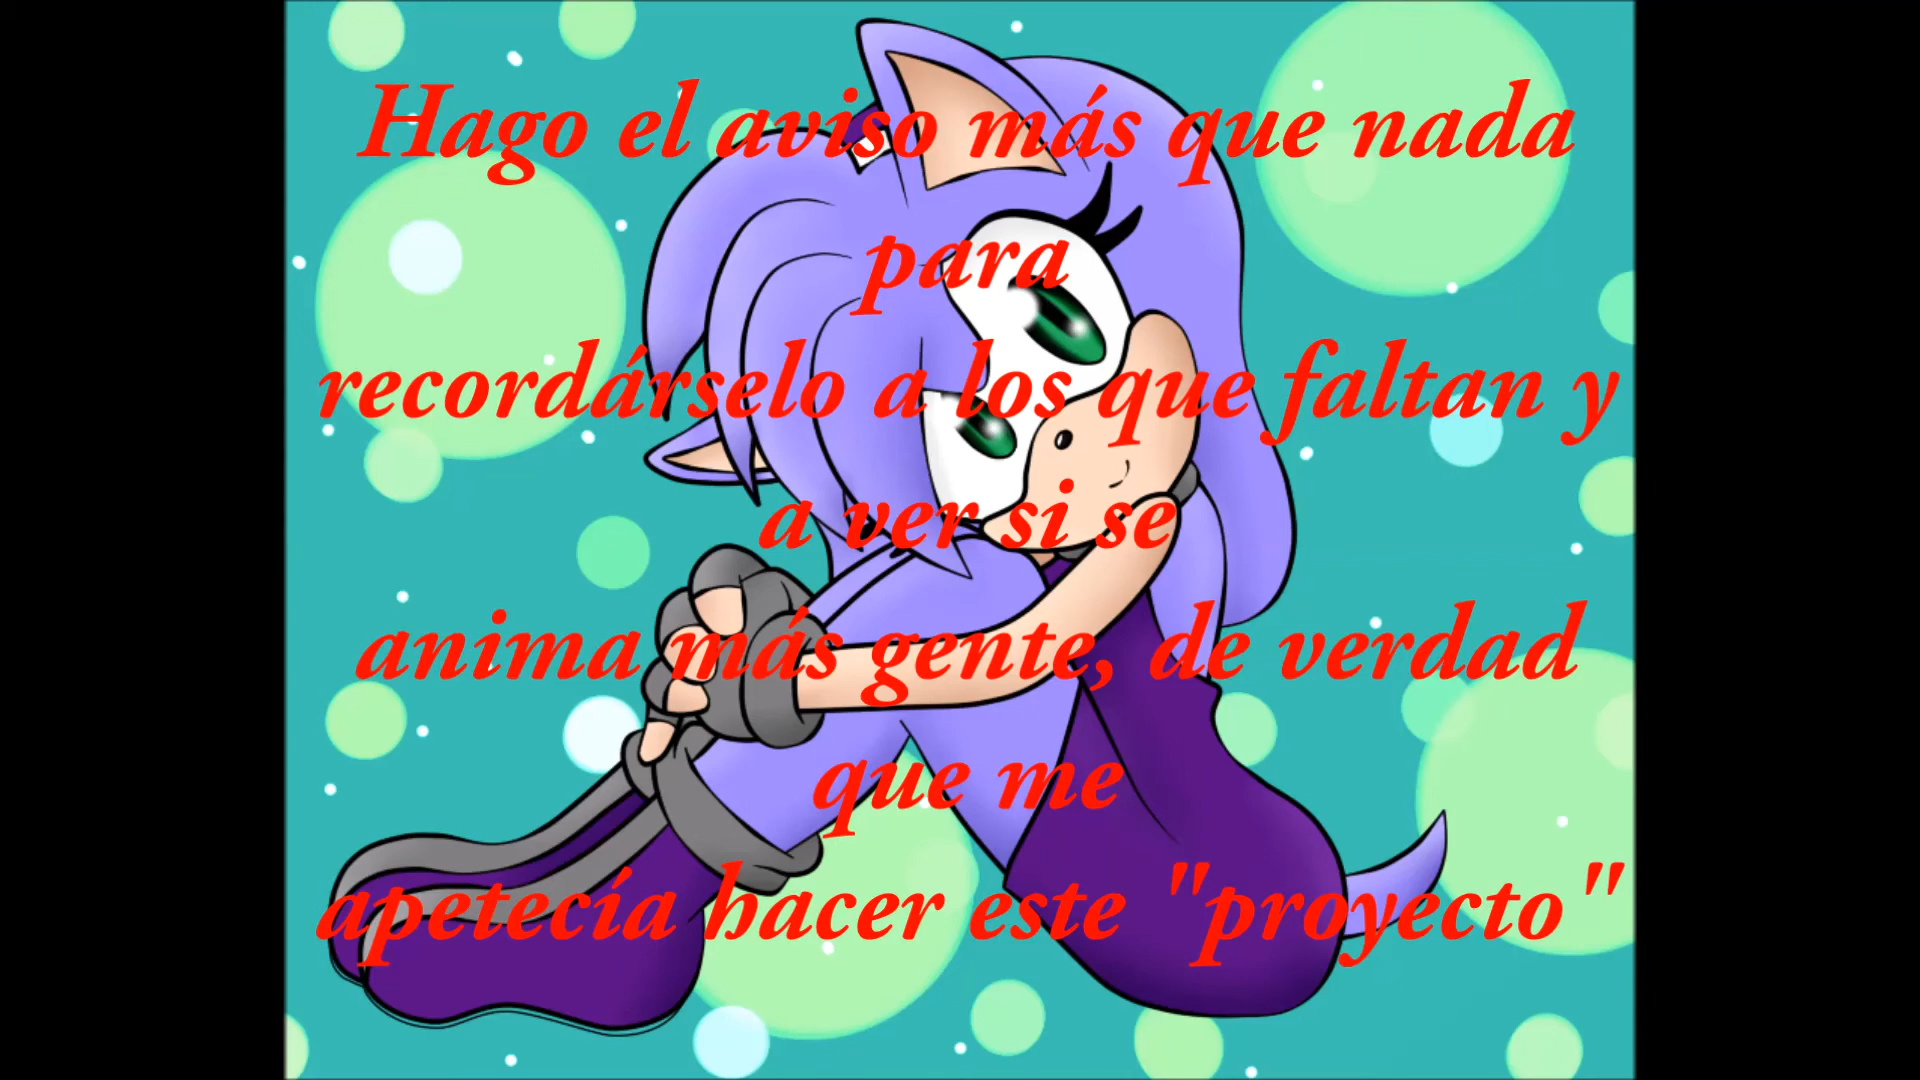 Hago el aviso más que nada
para
recordárselo a los que faltan y
a ver si se
anima más gente, de verdad
que me
apetecía hacer este "proyecto"